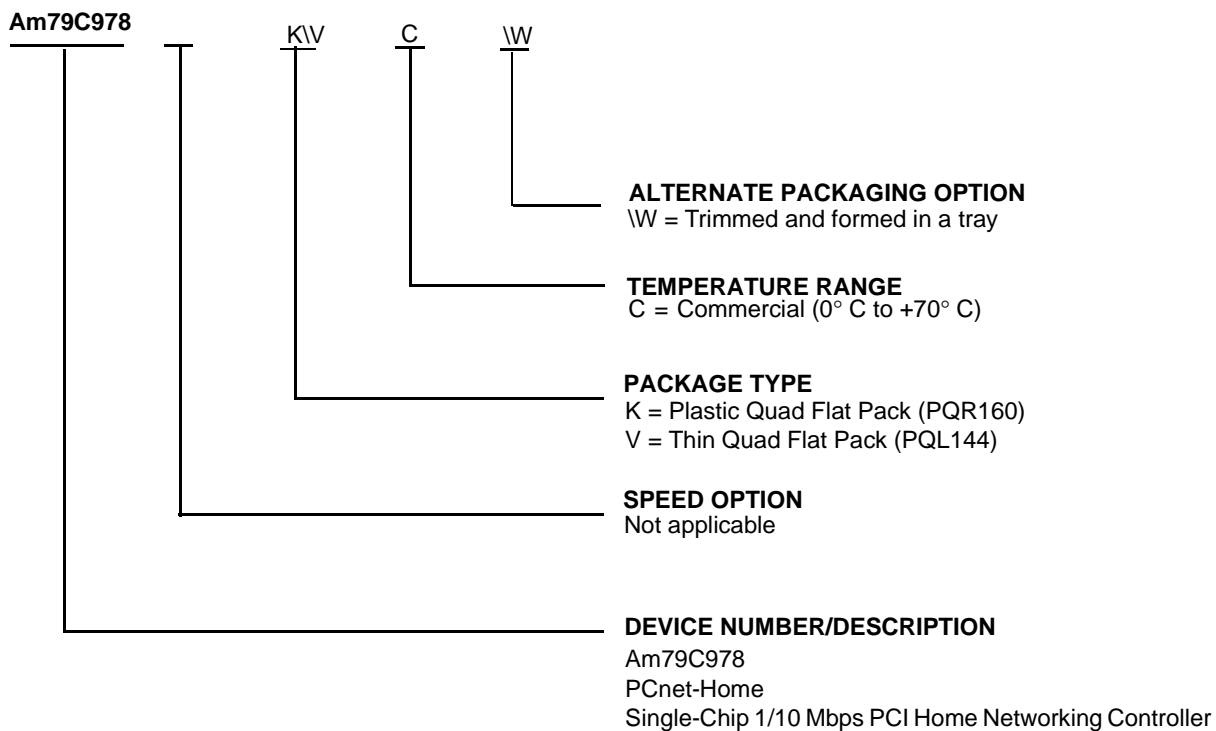 Am79C978 K\V C \W
ALTERNATE PACKAGING OPTION
\W = Trimmed and formed in a tray
TEMPERATURE RANGE
C = Commercial (0° C to +70° C)
PACKAGE TYPE
K = Plastic Quad Flat Pack (PQR160)
V = Thin Quad Flat Pack (PQL144)
SPEED OPTION
Not applicable
DEVICE NUMBER/DESCRIPTION
Am79C978
PCnet-Home
Single-Chip 1/10 Mbps PCI Home Networking Controller